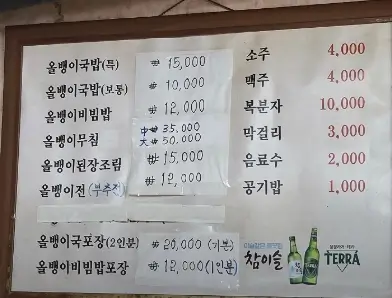 올뱅이국밥(특) ₩ 15,000
올뱅이국밥(보통) ₩ 10,000
올뱅이비빔밥 ₩ 12,000
올뱅이무침 中 ₩ 35,000
大 ₩ 50,000
올뱅이된장조림 ₩ 15,000
올뱅이전(부추전) ₩ 12,000
올뱅이국포장(2인분) ₩ 20,000 (기본)
올뱅이비빔밥포장 ₩ 12,000 (1인분)
소주 4,000
맥주 4,000
복분자 10,000
막걸리 3,000
음료수 2,000
공기밥 1,000
참이슬
TERRA